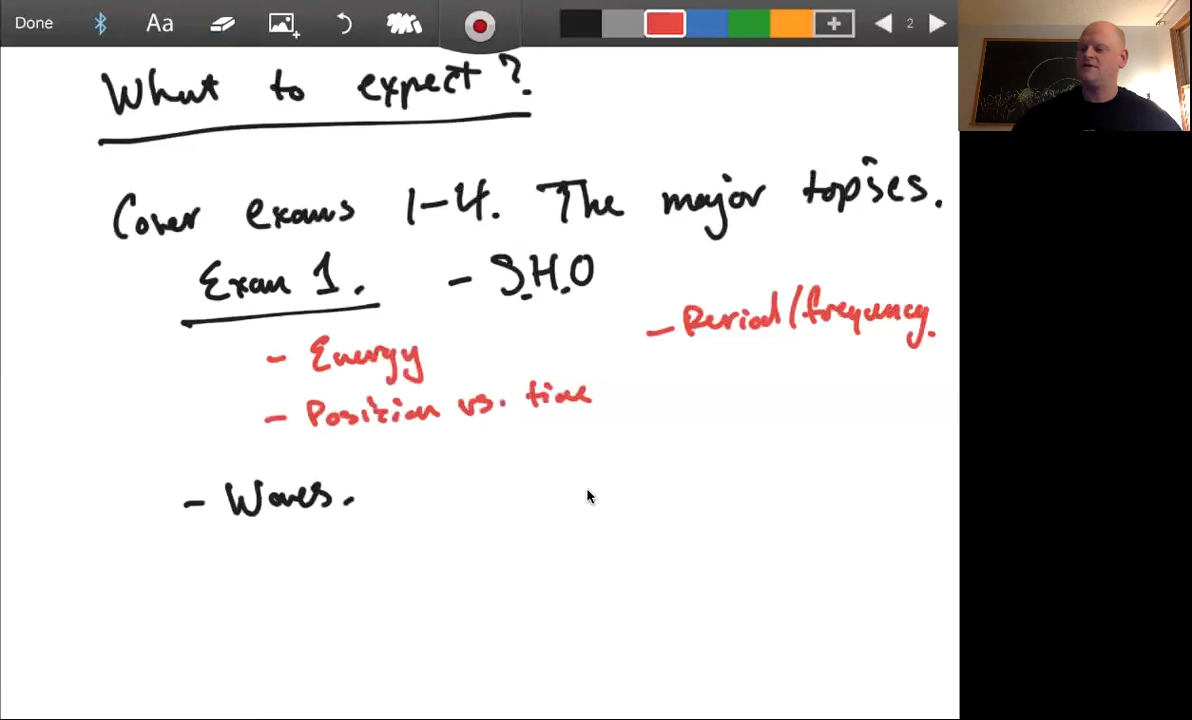 Done Aa 2
What to expect?
Cover exams 1-4. The major topises.
Exam 1. - S.H.O
- Period/frequency.
- Energy
- Position vs. time
- Waves.